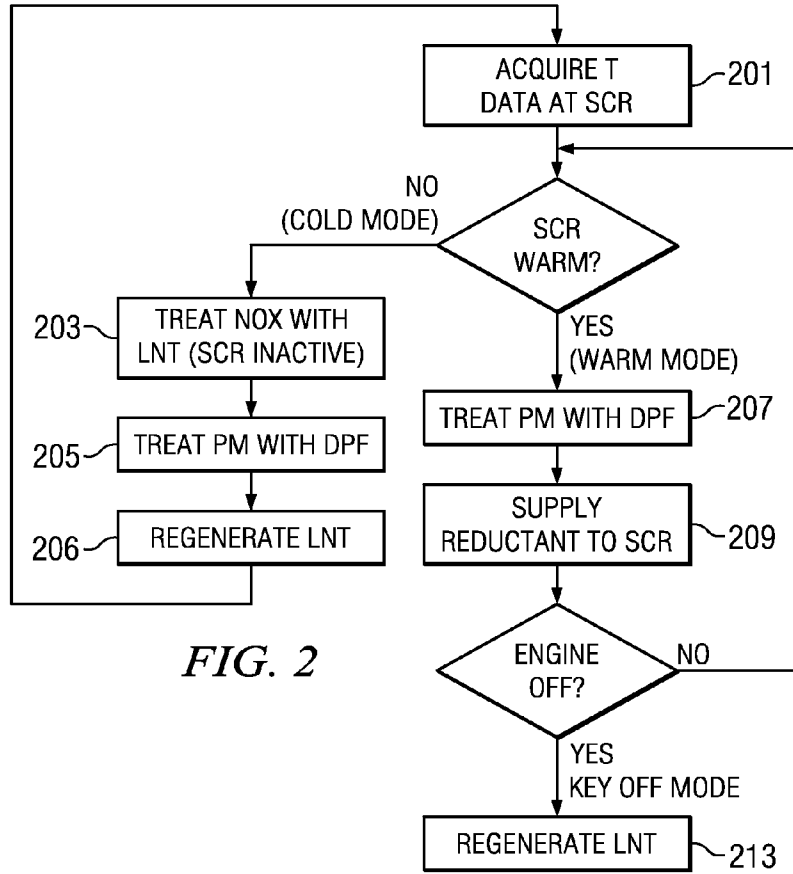 ACQUIRE T
DATA AT SCR
201
NO
(COLD MODE)
SCR
WARM?
203
TREAT NOX WITH
LNT (SCR INACTIVE)
YES
(WARM MODE)
205
TREAT PM WITH DPF
TREAT PM WITH DPF
207
206
REGENERATE LNT
SUPPLY
REDUCTANT TO SCR
209
FIG. 2
ENGINE
OFF?
NO
YES
KEY OFF MODE
REGENERATE LNT
213